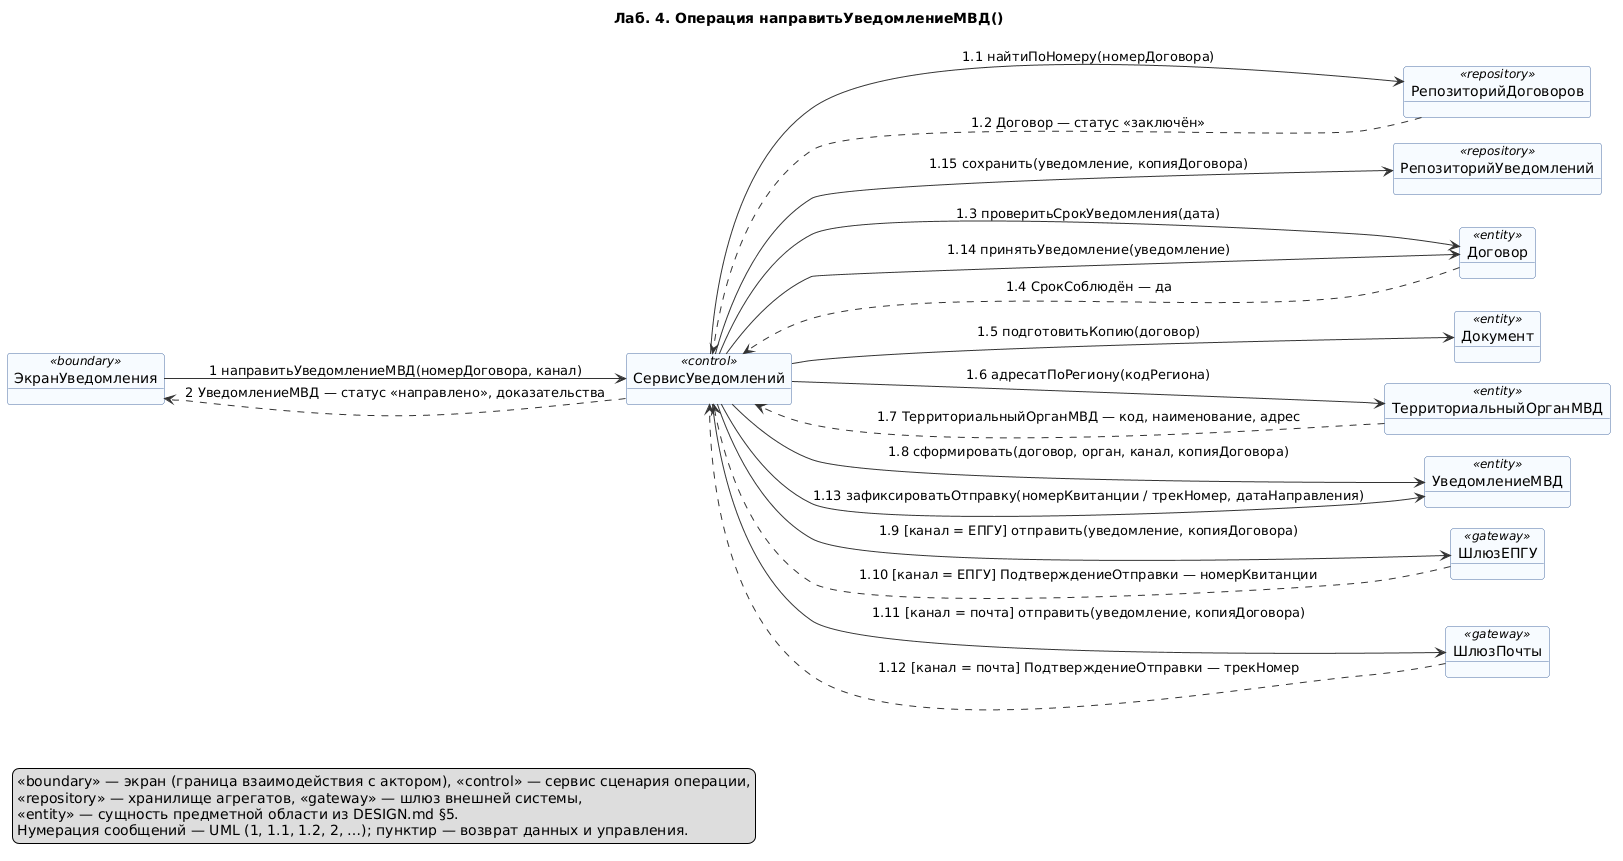 Лаб. 4. Операция направитьУведомлениеМВД()
1.1 найтиПоНомеру(номерДоговора)
«repository»
РепозиторийДоговоров
1.2 Договор — статус «заключён»
«repository»
РепозиторийУведомлений
1.15 сохранить(уведомление, копияДоговора)
1.3 проверитьСрокУведомления(дата)
«entity»
Договор
1.14 принятьУведомление(уведомление)
1.4 СрокСоблюдён — да
«entity»
Документ
1.5 подготовитьКопию(договор)
«boundary»
ЭкранУведомления
1 направитьУведомлениеМВД(номерДоговора, канал)
2 УведомлениеМВД — статус «направлено», доказательства
«control»
СервисУведомлений
1.6 адресатПоРегиону(кодРегиона)
«entity»
ТерриториальныйОрганМВД
1.7 ТерриториальныйОрганМВД — код, наименование, адрес
1.8 сформировать(договор, орган, канал, копияДоговора)
«entity»
УведомлениеМВД
1.13 зафиксироватьОтправку(номерКвитанции / трекНомер, датаНаправления)
1.9 [канал = ЕПГУ] отправить(уведомление, копияДоговора)
«gateway»
ШлюзЕПГУ
1.10 [канал = ЕПГУ] ПодтверждениеОтправки — номерКвитанции
1.11 [канал = почта] отправить(уведомление, копияДоговора)
«gateway»
ШлюзПочты
1.12 [канал = почта] ПодтверждениеОтправки — трекНомер
«boundary» — экран (граница взаимодействия с актором), «control» — сервис сценария операции,
«repository» — хранилище агрегатов, «gateway» — шлюз внешней системы,
«entity» — сущность предметной области из DESIGN.md §5.
Нумерация сообщений — UML (1, 1.1, 1.2, 2, ...); пунктир — возврат данных и управления.